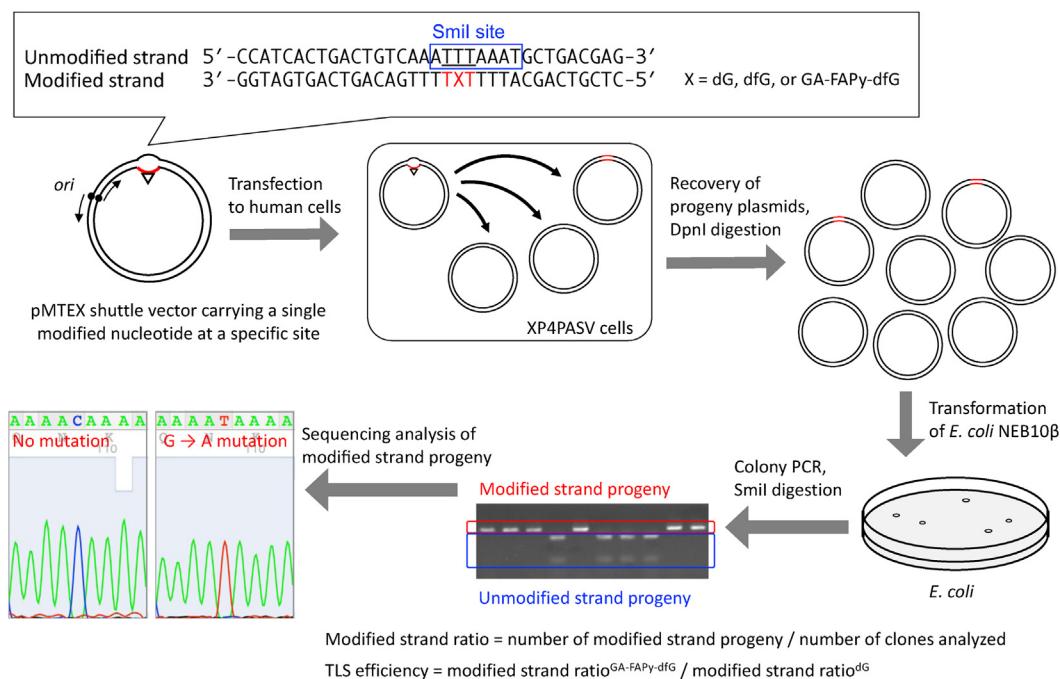 SmiI site
Unmodified strand 5′-CCATCACTGACTGTCAAATTTAAATGCTGACGAG-3′
Modified strand 3′-GGTAGTGACTGACAGTTTTXTTTTACGACTGCTC-5′ X = dG, dfG, or GA-FAPy-dfG
ori
Transfection
to human cells
Recovery of
progeny plasmids,
DpnI digestion
pMTEX shuttle vector carrying a single
modified nucleotide at a specific site
XP4PASV cells
Transformation
of E. coli NEB10β
AAAACAAAA
No mutation
110
AAAATAAAA
G → A mutation
110
Sequencing analysis of
modified strand progeny
Modified strand progeny
Unmodified strand progeny
Colony PCR,
SmiI digestion
E. coli
Modified strand ratio = number of modified strand progeny / number of clones analyzed
TLS efficiency = modified strand ratioGA-FAPy-dfG / modified strand ratiodG